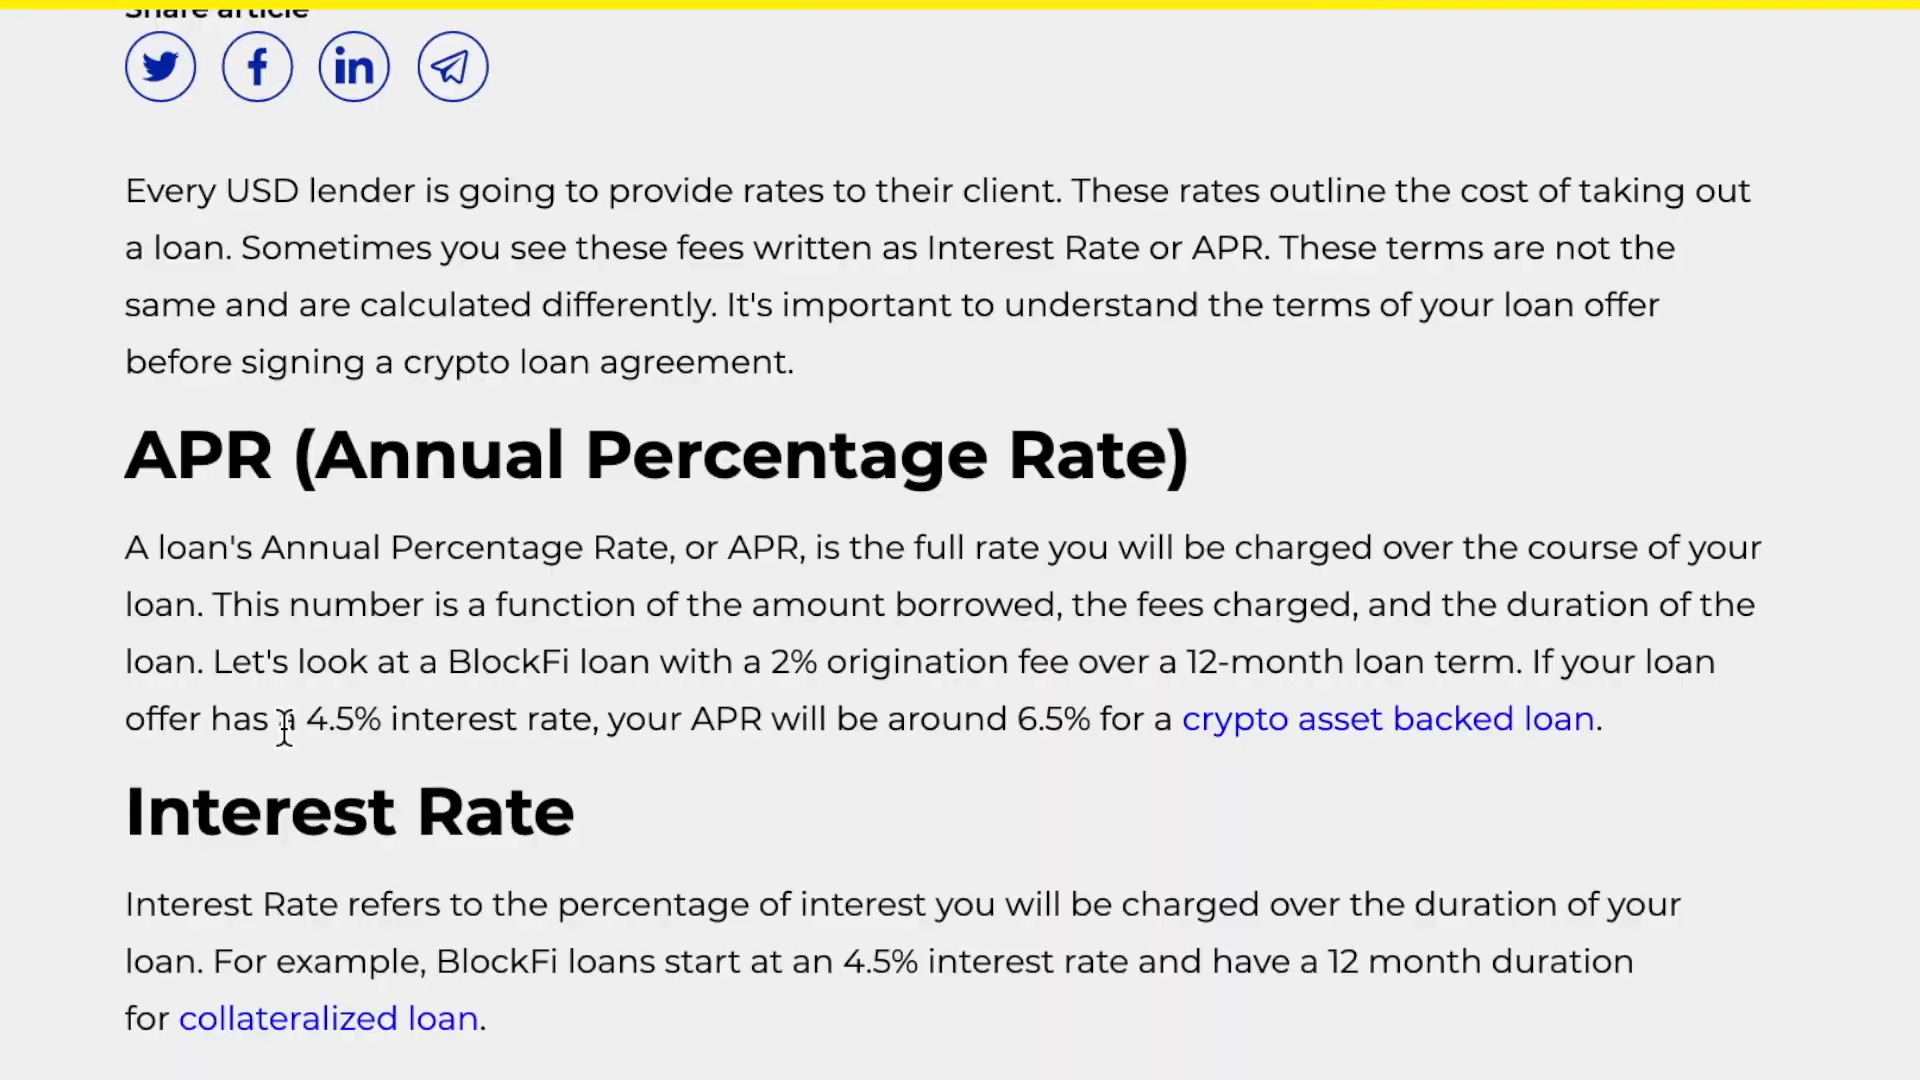 Share article
Every USD lender is going to provide rates to their client. These rates outline the cost of taking out
a loan. Sometimes you see these fees written as Interest Rate or APR. These terms are not the
same and are calculated differently. It's important to understand the terms of your loan offer
before signing a crypto loan agreement.
APR (Annual Percentage Rate)
A loan's Annual Percentage Rate, or APR, is the full rate you will be charged over the course of your
loan. This number is a function of the amount borrowed, the fees charged, and the duration of the
loan. Let's look at a BlockFi loan with a 2% origination fee over a 12-month loan term. If your loan
offer has a 4.5% interest rate, your APR will be around 6.5% for a crypto asset backed loan.
Interest Rate
Interest Rate refers to the percentage of interest you will be charged over the duration of your
loan. For example, BlockFi loans start at an 4.5% interest rate and have a 12 month duration
for collateralized loan.